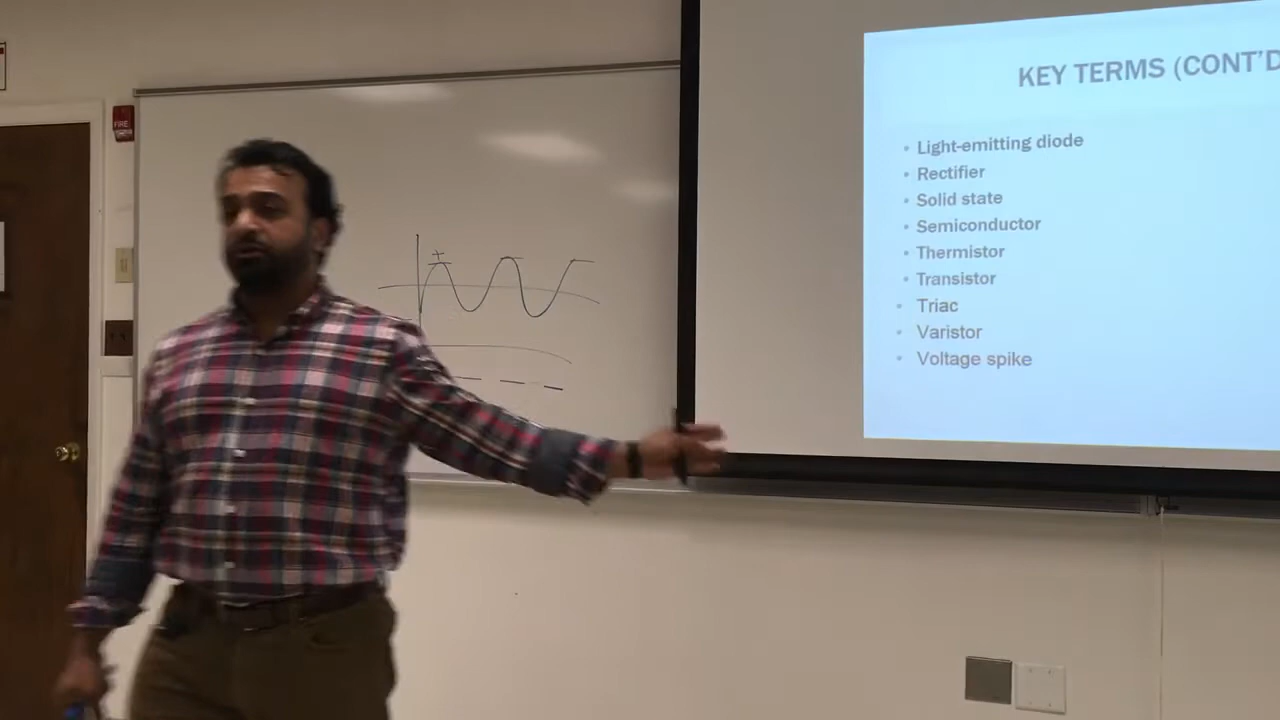 FIRE
KEY TERMS (CONT'D
• Light-emitting diode
• Rectifier
• Solid state
• Semiconductor
• Thermistor
• Transistor
• Triac
• Varistor
• Voltage spike
+